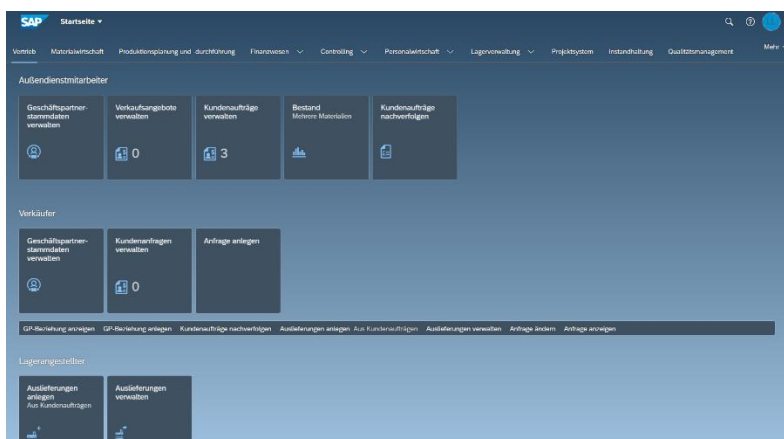 SAP Startseite
Vertrieb Materialwirtschaft Produktionsplanung und -durchführung Finanzwesen Controlling Personalwirtschaft Lagerverwaltung Projektsystem Instandhaltung Qualitätsmanagement Mehr
Außendienstmitarbeiter
Geschäftspartner-
stammdaten
verwalten
Verkaufsangebote
verwalten
0
Kundenaufträge
verwalten
3
Bestand
Mehrere Materialien
Kundenaufträge
nachverfolgen
Verkäufer
Geschäftspartner-
stammdaten
verwalten
Kundenanfragen
verwalten
0
Anfrage anlegen
GP-Beziehung anzeigen GP-Beziehung anlegen Kundenaufträge nachverfolgen Auslieferungen anlegen Aus Kundenaufträgen Auslieferungen verwalten Anfrage ändern Anfrage anzeigen
Lagerangestellter
Auslieferungen
anlegen
Aus Kundenaufträgen
Auslieferungen
verwalten